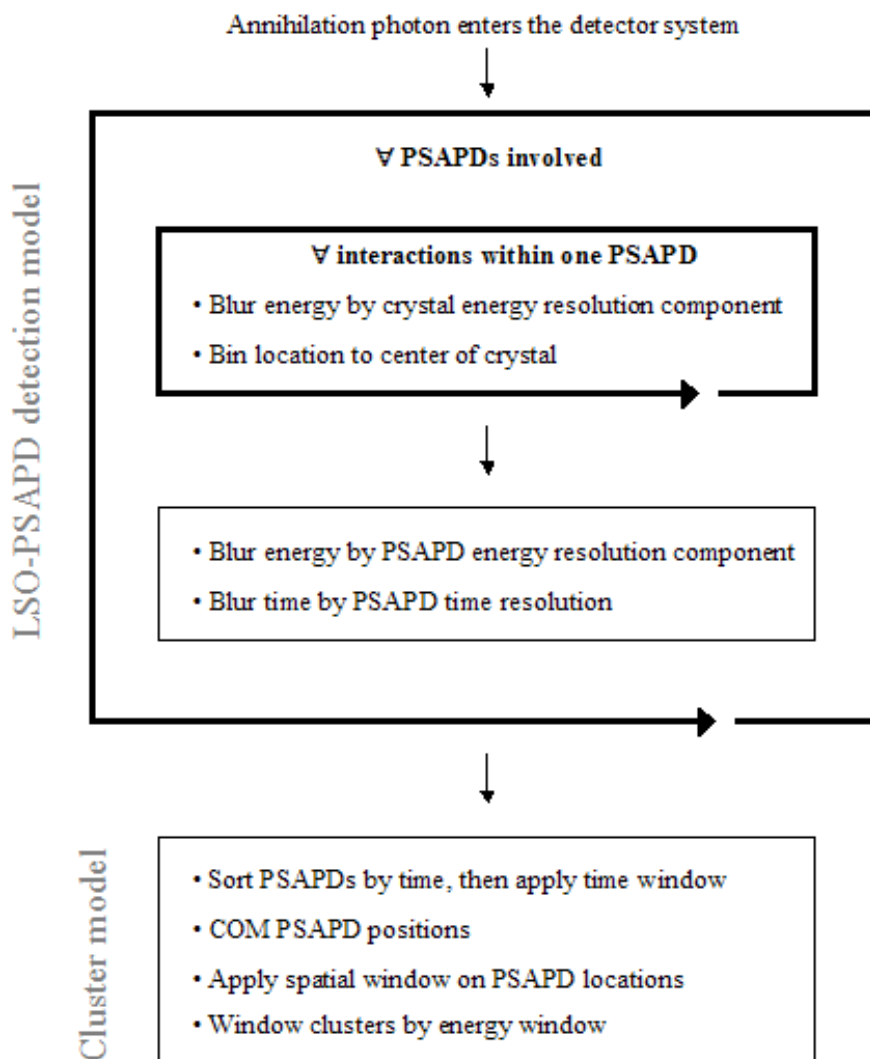 Annihilation photon enters the detector system
LSO-PSAPD detection model
∀ PSAPDs involved
∀ interactions within one PSAPD
• Blur energy by crystal energy resolution component
• Bin location to center of crystal
• Blur energy by PSAPD energy resolution component
• Blur time by PSAPD time resolution
Cluster model
• Sort PSAPDs by time, then apply time window
• COM PSAPD positions
• Apply spatial window on PSAPD locations
• Window clusters by energy window